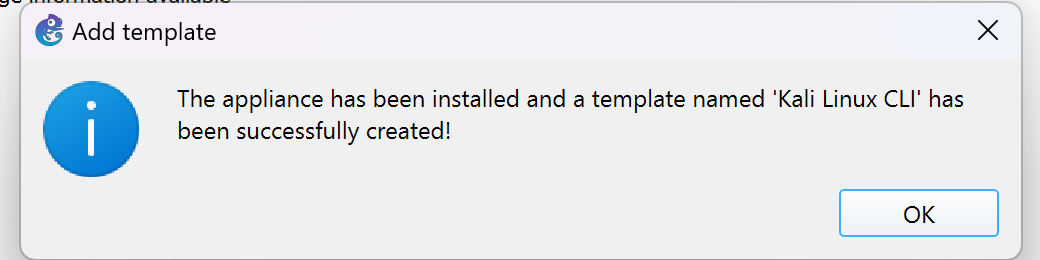 ge information available
Add template
The appliance has been installed and a template named 'Kali Linux CLI' has
been successfully created!
OK